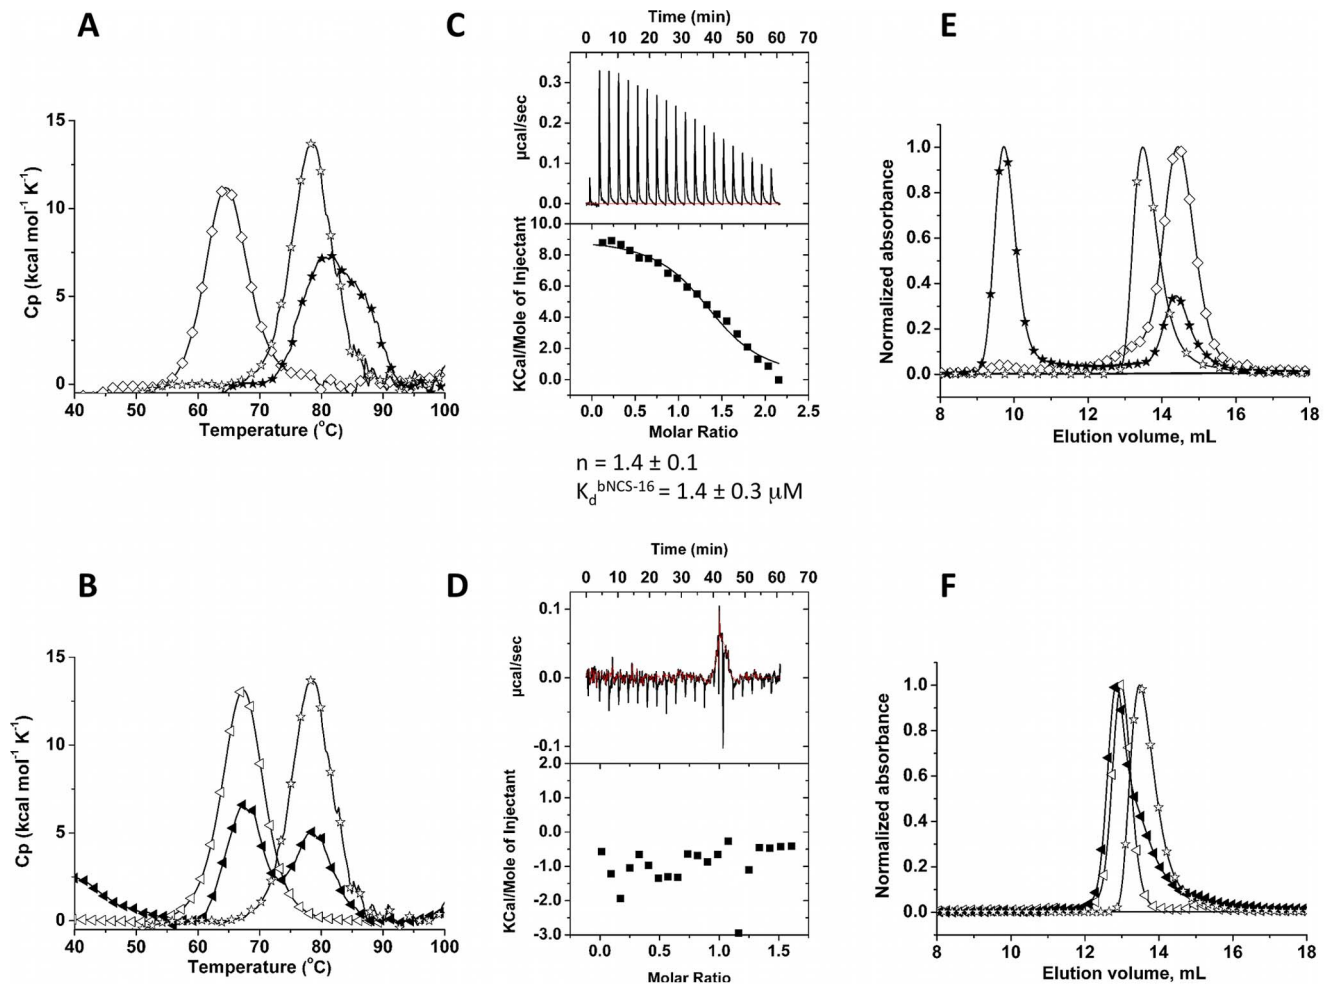 A
Cp (kcal mol⁻¹ K⁻¹)
15
10
5
0
40 50 60 70 80 90 100
Temperature (°C)
C
Time (min)
0 10 20 30 40 50 60 70
µcal/sec
0.3
0.2
0.1
0.0
KCal/Mole of Injectant
10.0
8.0
6.0
4.0
2.0
0.0
0.0 0.5 1.0 1.5 2.0 2.5
Molar Ratio
n = 1.4 ± 0.1
K_d^bNCS-16 = 1.4 ± 0.3 µM
E
Normalized absorbance
1.0
0.8
0.6
0.4
0.2
0.0
8 10 12 14 16 18
Elution volume, mL
B
Cp (kcal mol⁻¹ K⁻¹)
15
10
5
0
40 50 60 70 80 90 100
Temperature (°C)
D
Time (min)
0 10 20 30 40 50 60 70
µcal/sec
0.1
0.0
-0.1
KCal/Mole of Injectant
2.0
1.0
0.0
-1.0
-2.0
-3.0
0.0 0.5 1.0 1.5
Molar Ratio
F
Normalized absorbance
1.0
0.8
0.6
0.4
0.2
0.0
8 10 12 14 16 18
Elution volume, mL